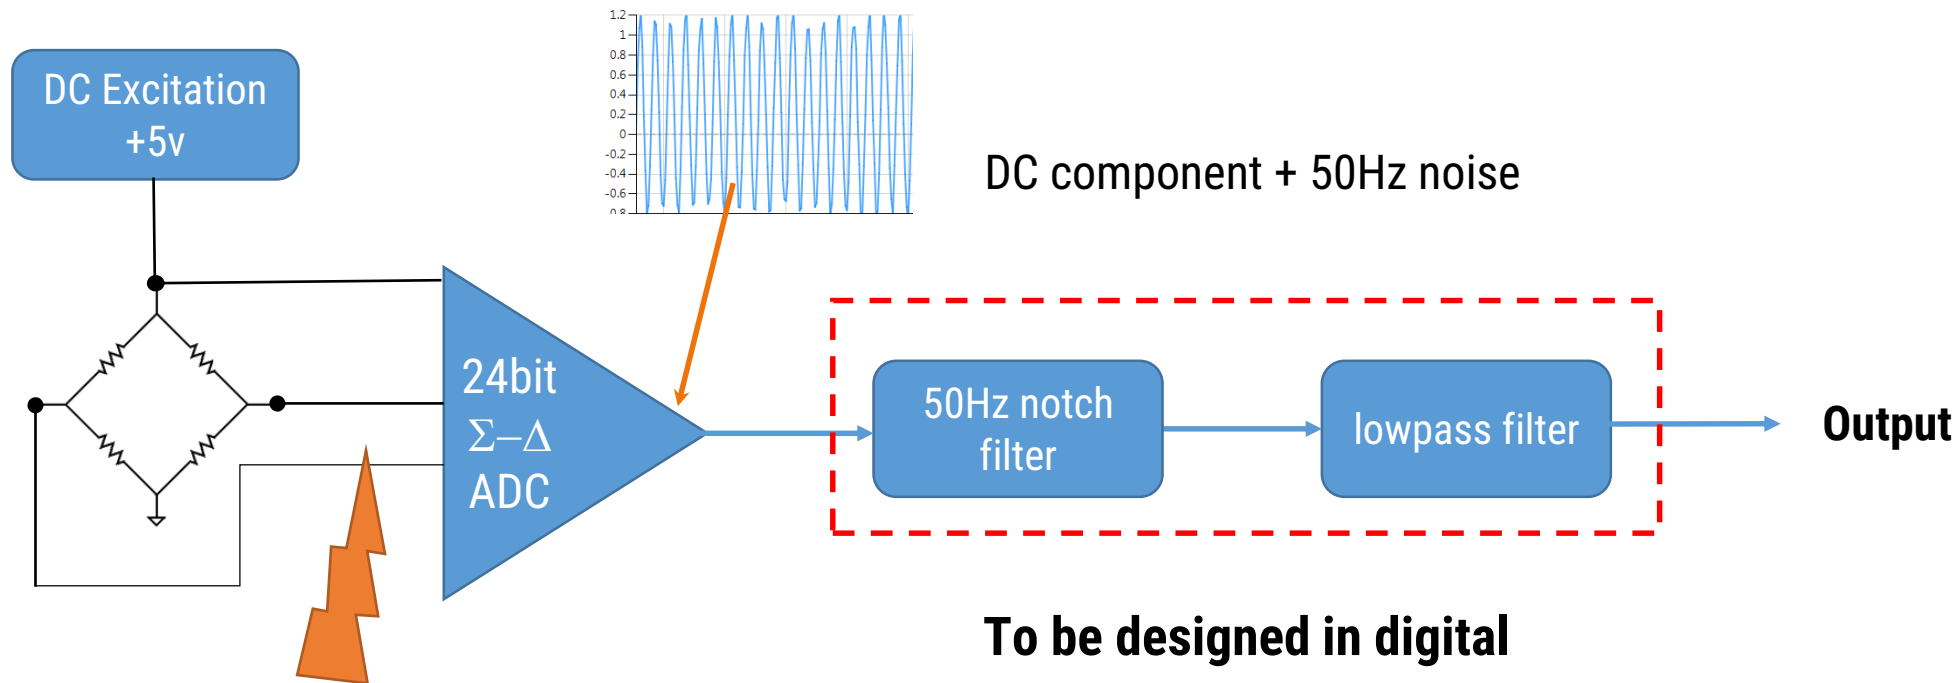 1.2
1
0.8
0.6
0.4
0.2
0
-0.2
-0.4
-0.6
0.8
DC Excitation
+5v
DC component + 50Hz noise
24bit
Σ–Δ
ADC
50Hz notch
filter
lowpass filter
Output
To be designed in digital